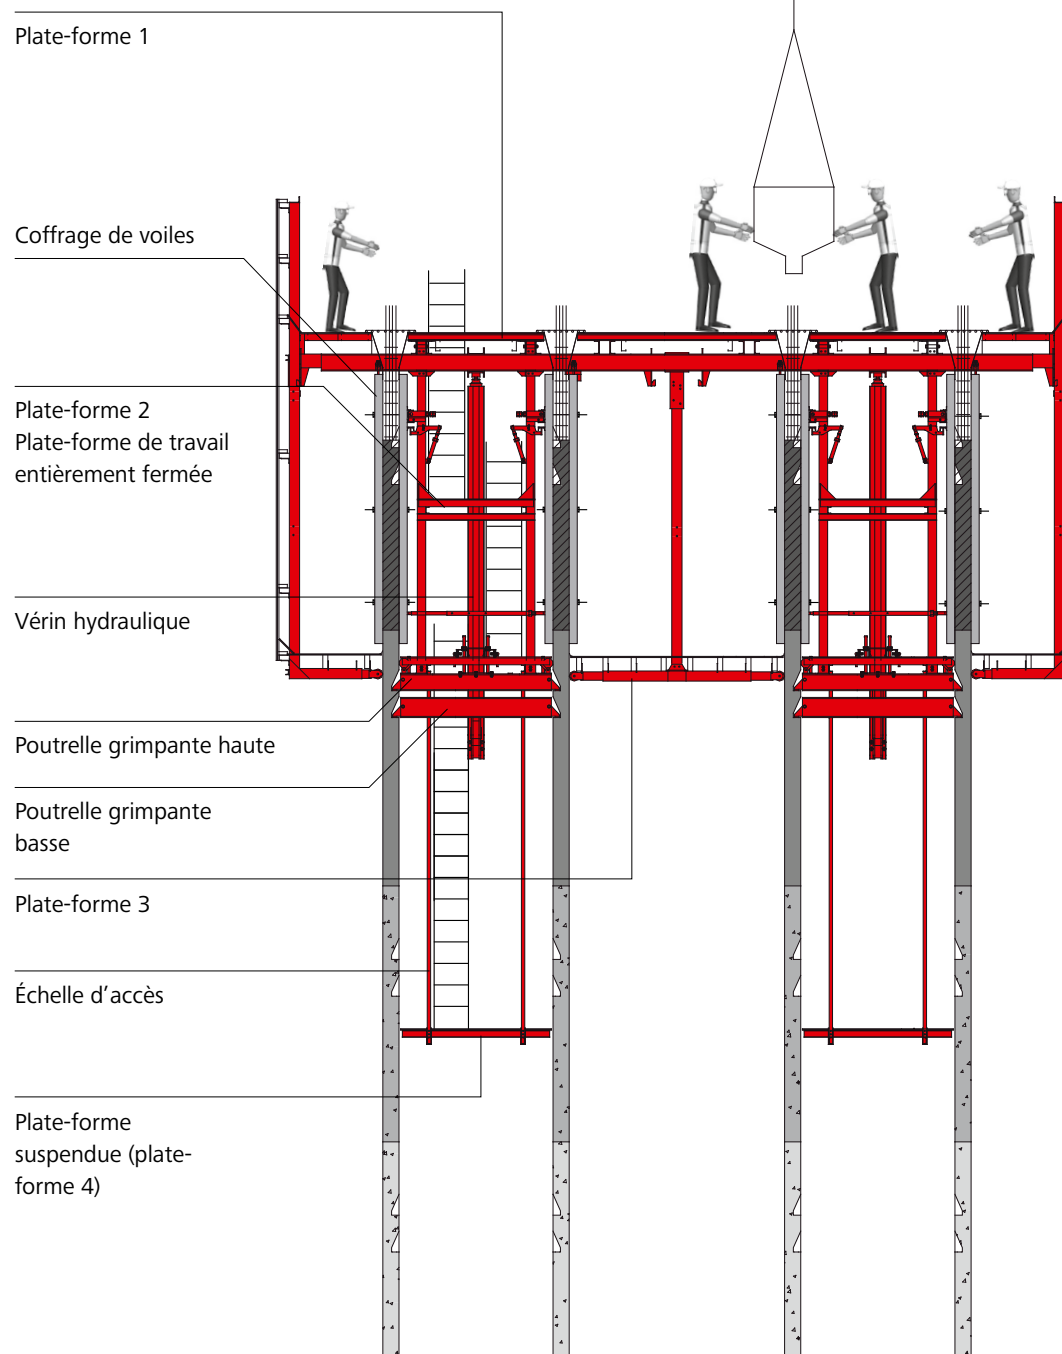 Plate-forme 1
Coffrage de voiles
Plate-forme 2
Plate-forme de travail
entièrement fermée
Vérin hydraulique
Poutrelle grimpante haute
Poutrelle grimpante
basse
Plate-forme 3
Échelle d’accès
Plate-forme
suspendue (plate-
forme 4)